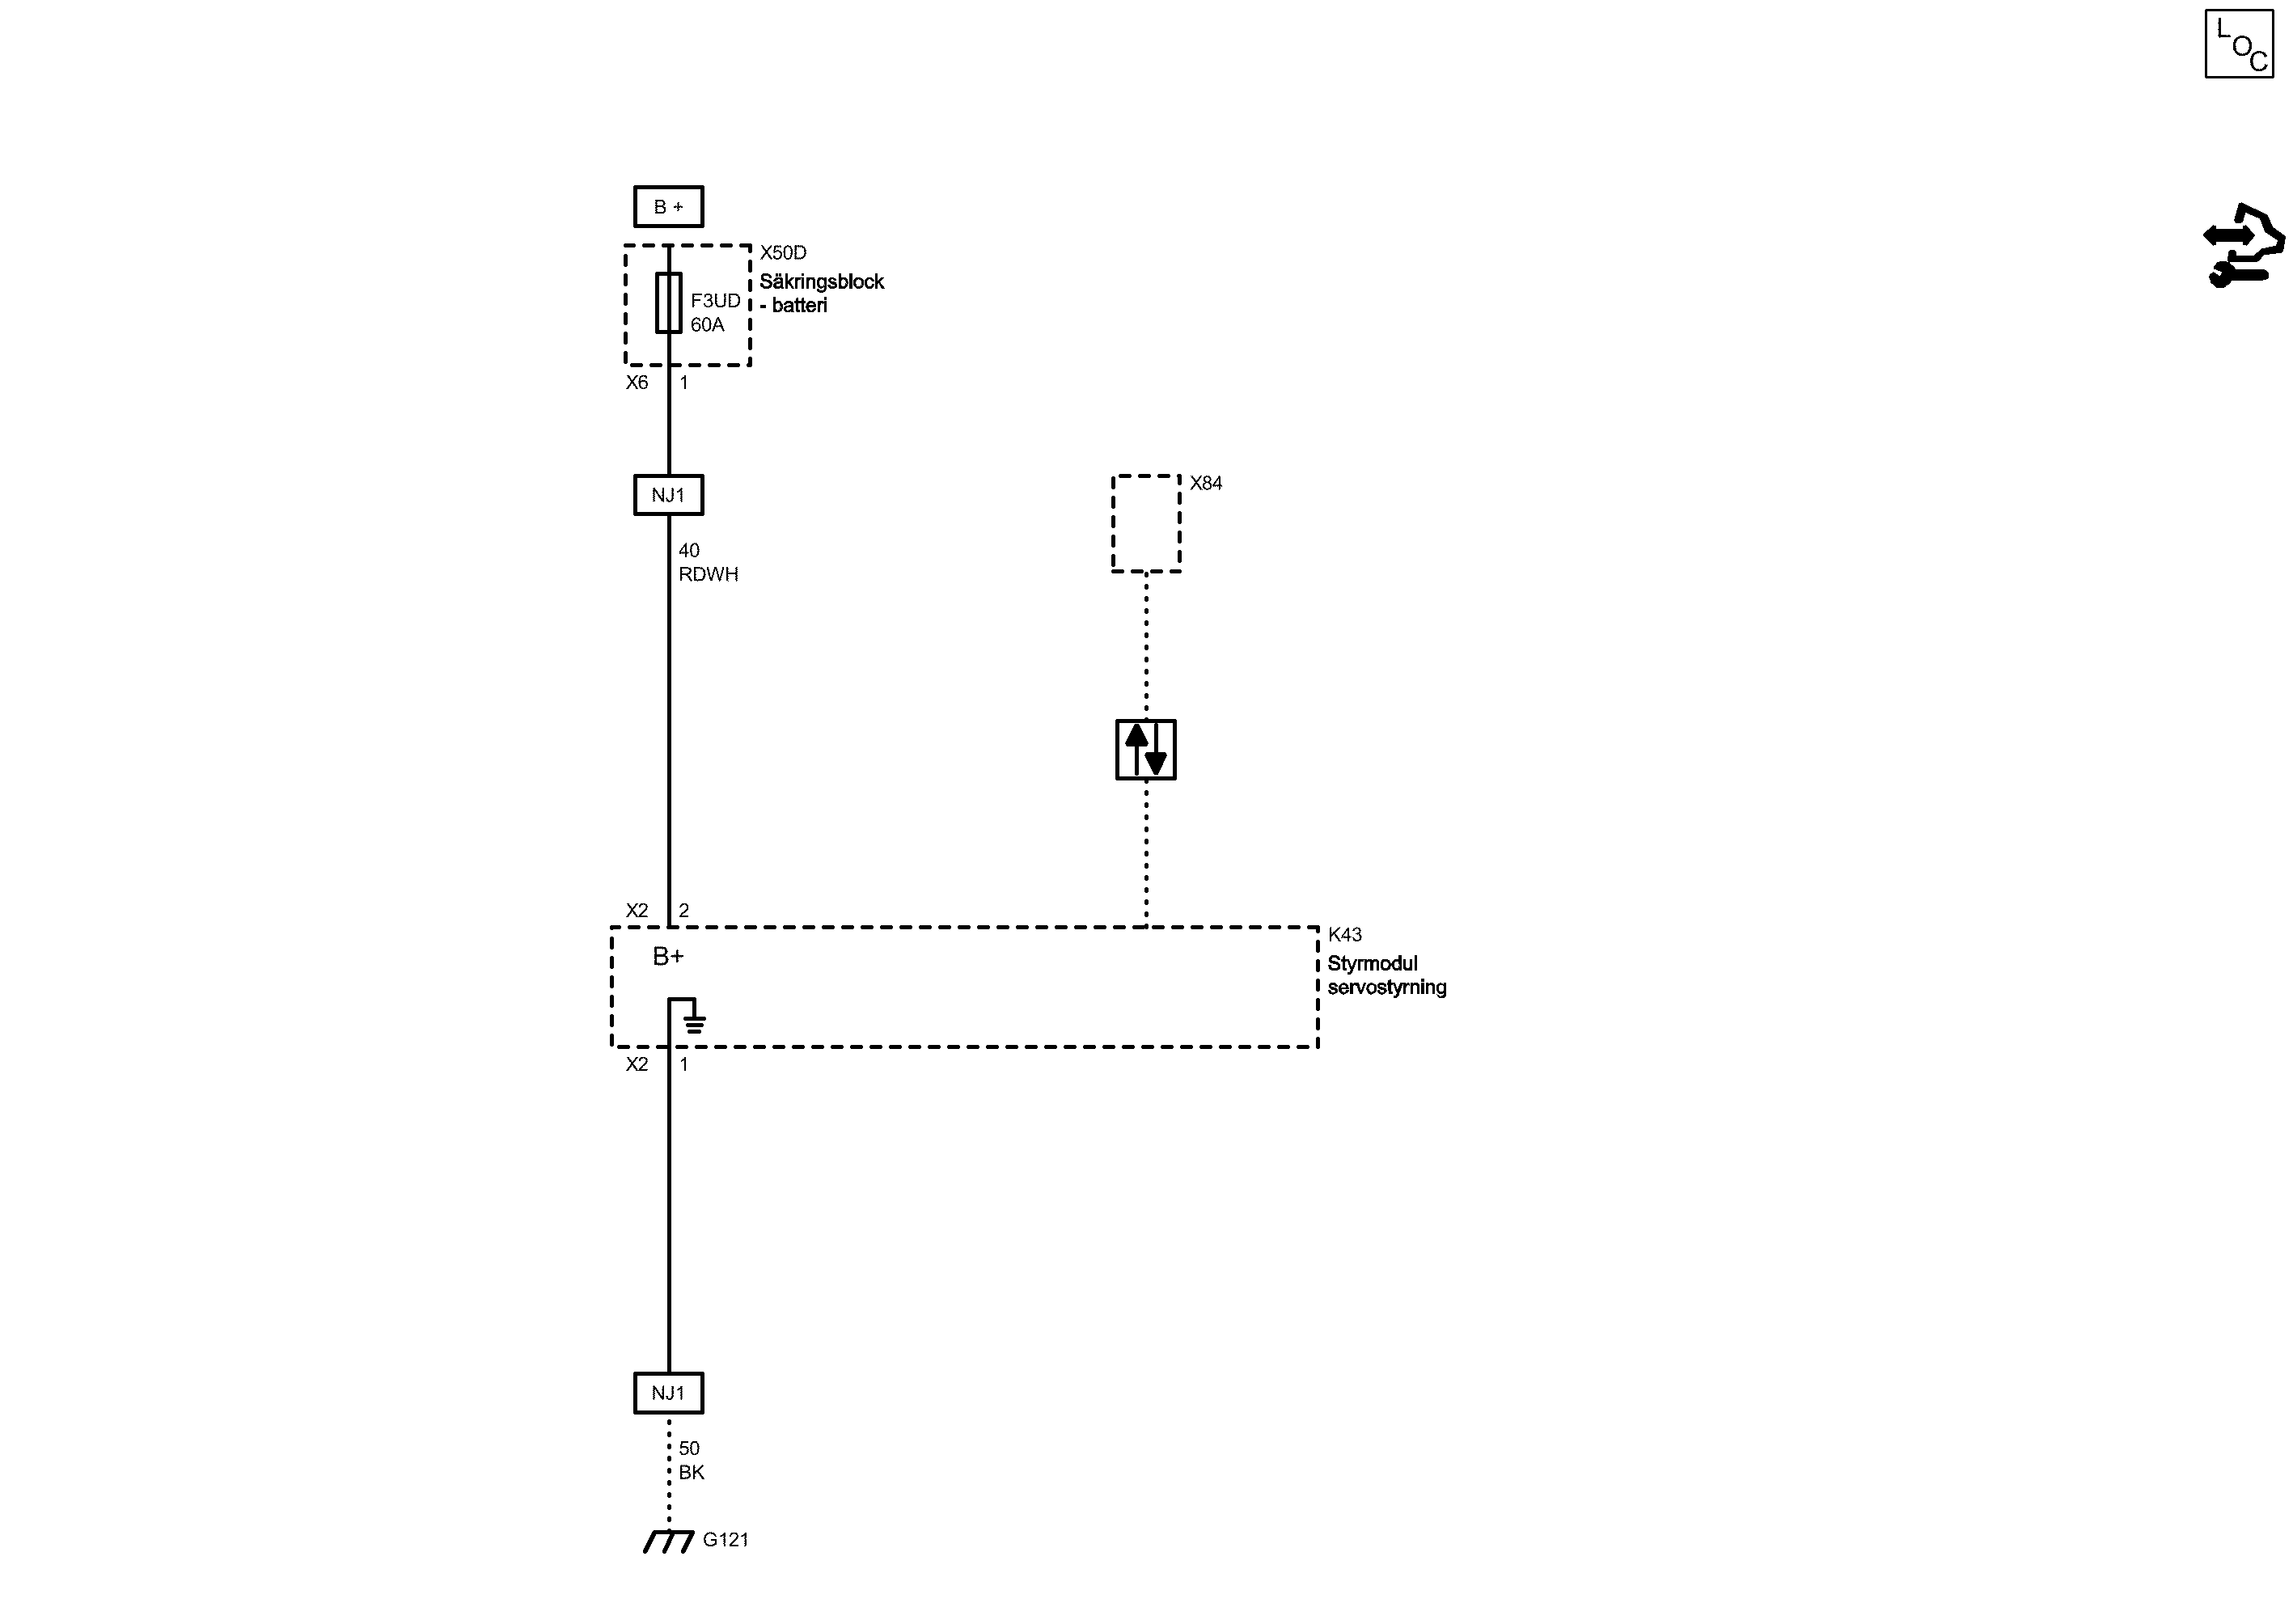 LOC
B +
X50D
Säkringsblock
- batteri
F3UD
60A
X6 1
NJ1
X84
40
RDWH
X2 2
K43
B+
Styrmodul
servostyrning
X2 1
NJ1
50
BK
G121